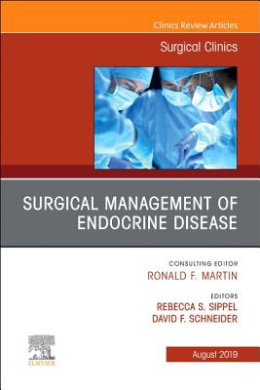 Clinics Review Articles
Surgical Clinics
SURGICAL MANAGEMENT OF
ENDOCRINE DISEASE
CONSULTING EDITOR
RONALD F. MARTIN
EDITORS
REBECCA S. SIPPEL
DAVID F. SCHNEIDER
ELSEVIER
August 2019